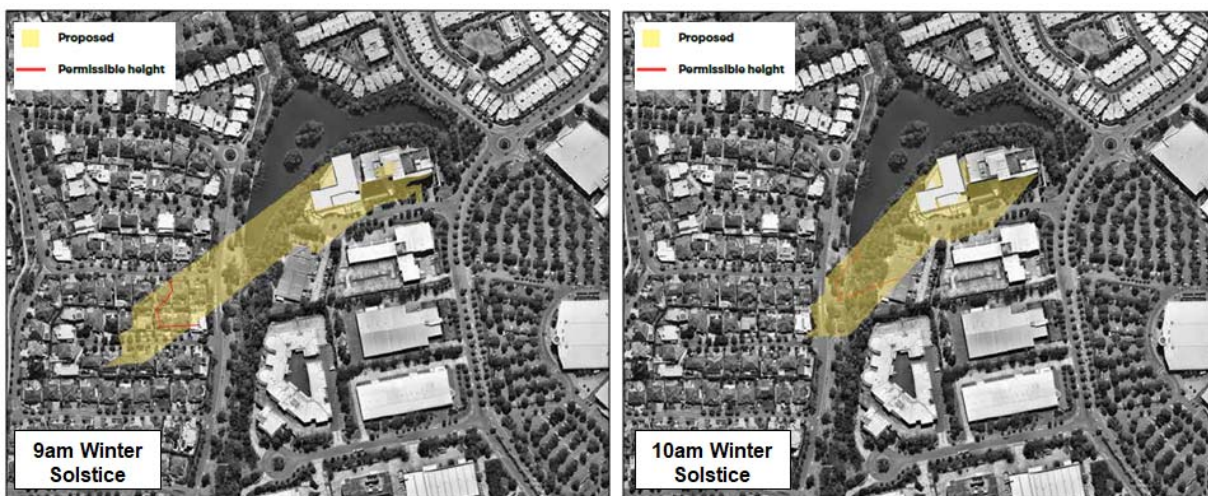 Proposed
Permissible height
9am Winter
Solstice
Proposed
Permissible height
10am Winter
Solstice